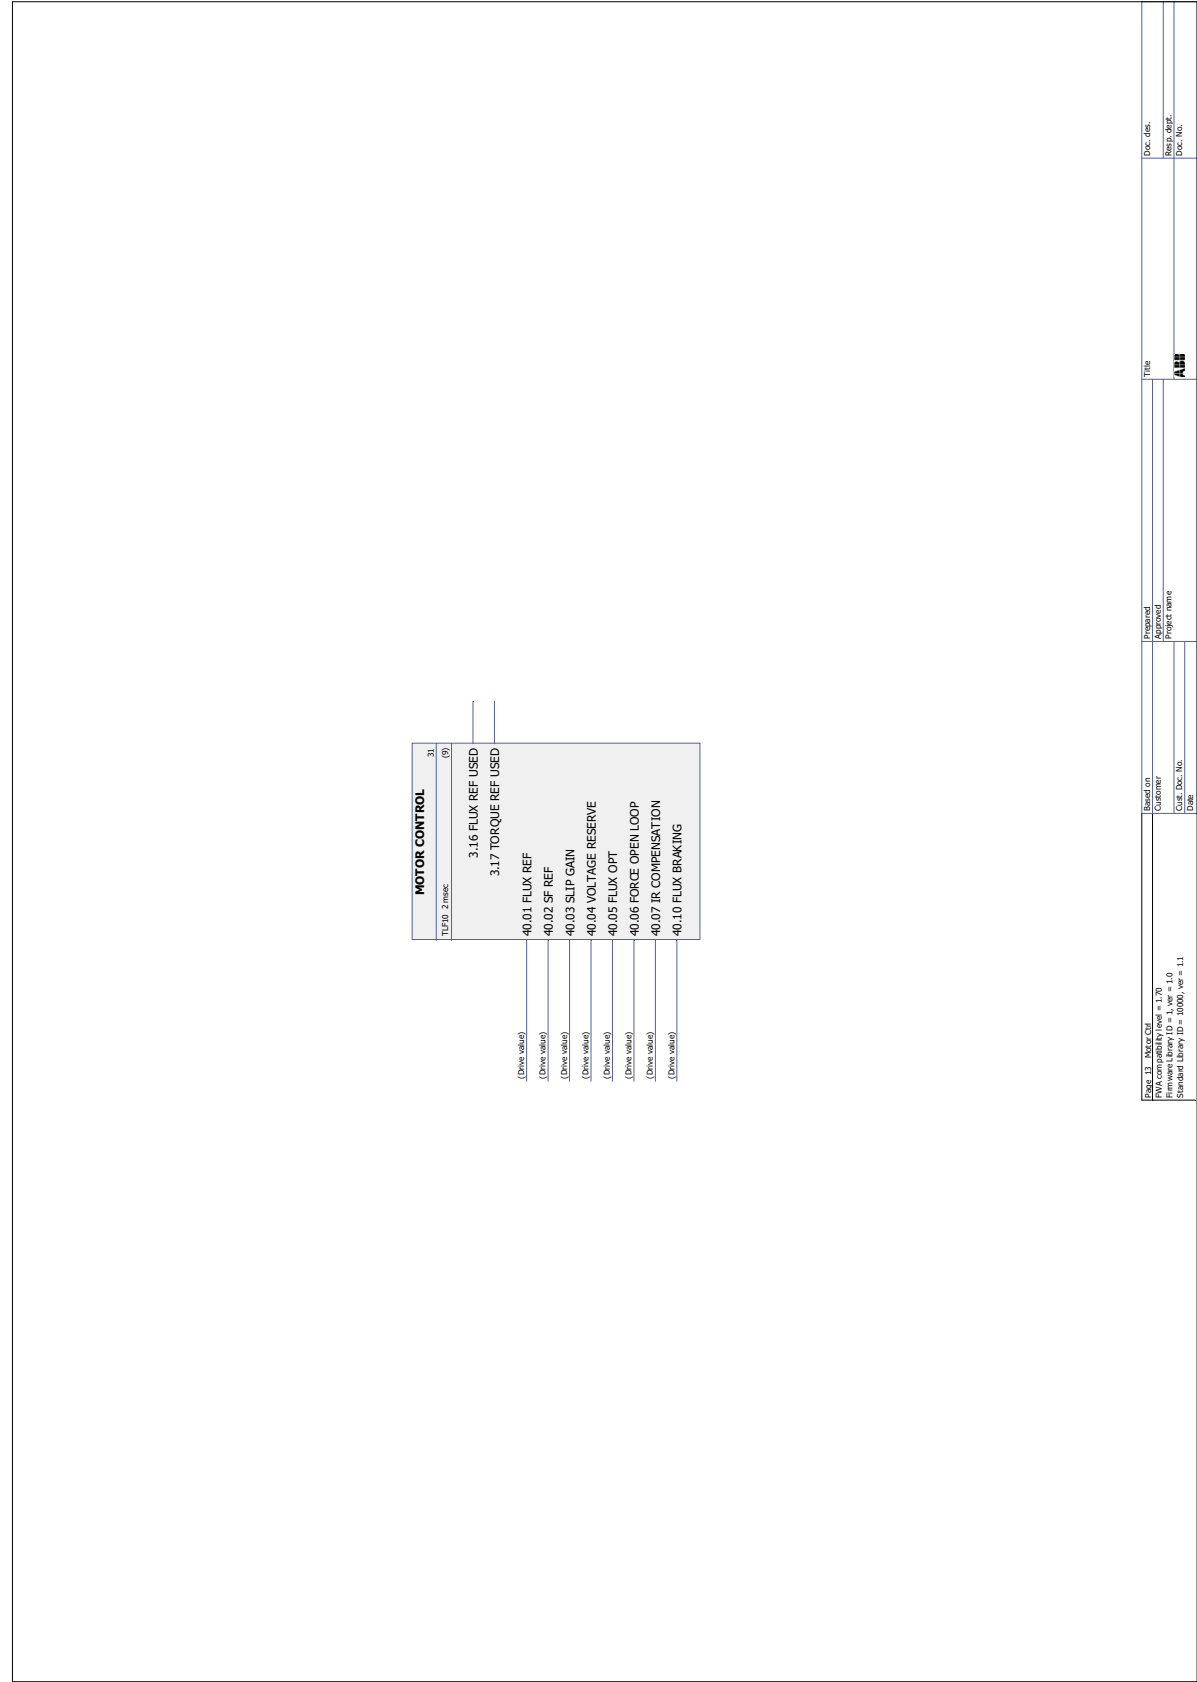 MOTOR CONTROL
31
TLF10 2 msec
(9)
3.16 FLUX REF USED
3.17 TORQUE REF USED
(Drive value) 40.01 FLUX REF
(Drive value) 40.02 SF REF
(Drive value) 40.03 SLIP GAIN
(Drive value) 40.04 VOLTAGE RESERVE
(Drive value) 40.05 FLUX OPT
(Drive value) 40.06 FORCE OPEN LOOP
(Drive value) 40.07 IR COMPENSATION
(Drive value) 40.10 FLUX BRAKING
Page 13 Motor Ctrl
FWA compatibility level = 1.70
Firmware Library ID = 1, ver = 1.0
Standard Library ID = 10000, ver = 1.1
Based on
Customer
Cust. Doc. No.
Date
Prepared
Approved
Project name
Title
ABB
Doc. des.
Resp. dept.
Doc. No.